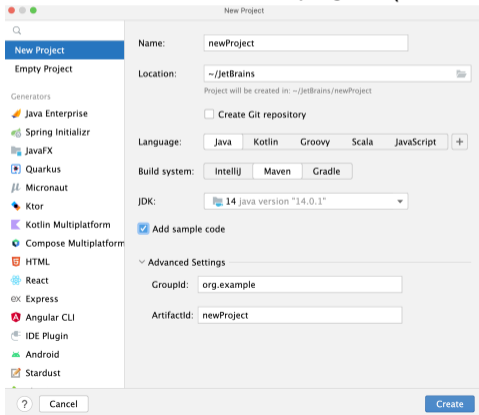 New Project
New Project
Empty Project
Generators
Java Enterprise
Spring Initializr
JavaFX
Quarkus
Micronaut
Ktor
Kotlin Multiplatform
Compose Multiplatform
HTML
React
ex Express
Angular CLI
IDE Plugin
Android
Stardust
Name: newProject
Location: ~/JetBrains
Project will be created in: ~/JetBrains/newProject
Create Git repository
Language: Java Kotlin Groovy Scala JavaScript +
Build system: IntelliJ Maven Gradle
JDK: 14 java version "14.0.1"
Add sample code
Advanced Settings
GroupId: org.example
ArtifactId: newProject
? Cancel Create